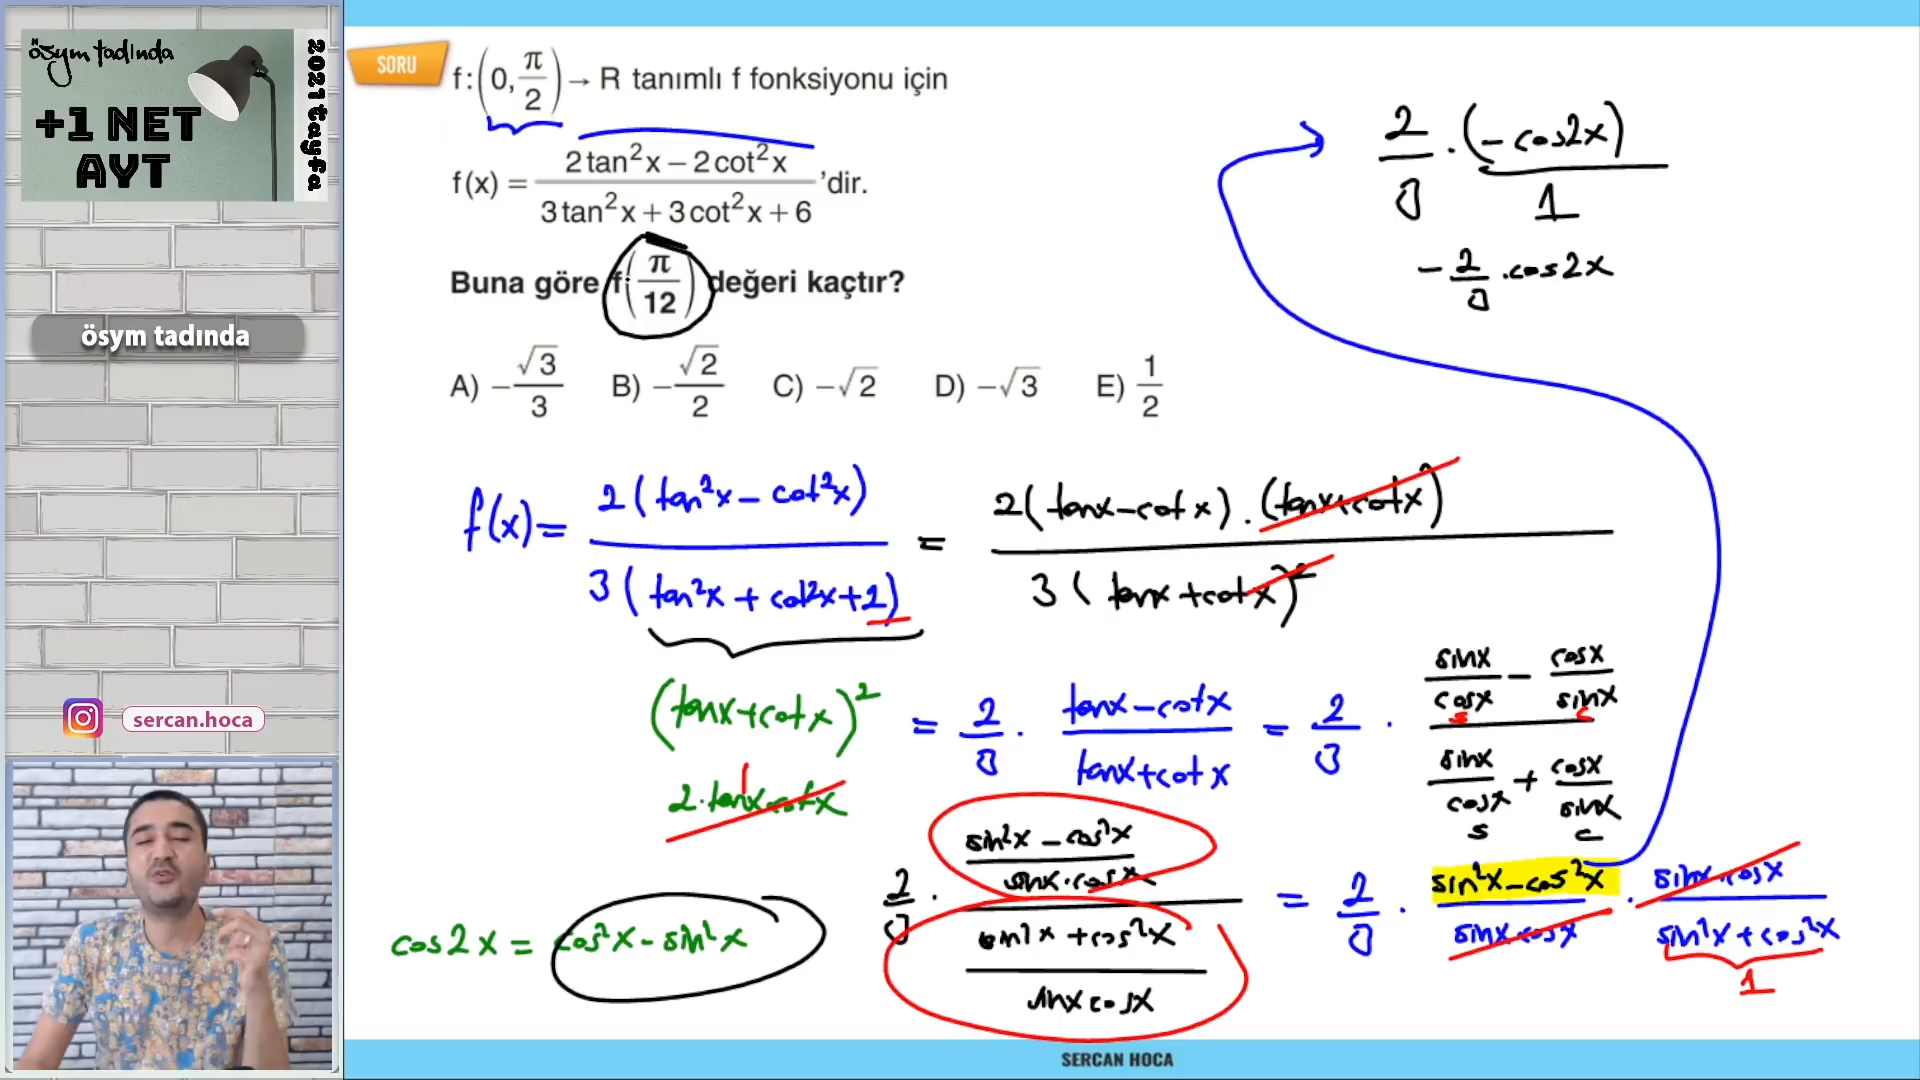 ösym tadında
+1 NET
AYT
2021 tayfa
ösym tadında
sercan.hoca
SORU
f:(0, π/2) → R tanımlı f fonksiyonu için
f(x) = (2tan²x − 2cot²x)/(3tan²x + 3cot²x + 6) 'dir.
Buna göre f(π/12) değeri kaçtır?
A) −√3/3 B) −√2/2 C) −√2 D) −√3 E) 1/2
2/3 · (−cos2x)/1
−2/3 · cos2x
f(x) = 2(tan²x − cot²x)/3(tan²x + cot²x + 2) = 2(tanx − cotx) · (tanx + cotx)/3(tanx + cotx)²
(tanx + cotx)² = 2/3 · (tanx − cotx)/(tanx + cotx) = 2/3 · (sinx/cosx − cosx/sinx)/(sinx/cosx + cosx/sinx)
s c
s c
2 · tanx · cotx
1
2/3 · ((sin²x − cos²x)/(sinx · cosx))/((sin²x + cos²x)/(sinx cosx)) = 2/3 · (sin²x − cos²x)/(sinx · cosx) · (sinx · cosx)/(sin²x + cos²x)
1
cos2x = cos²x − sin²x
SERCAN HOCA